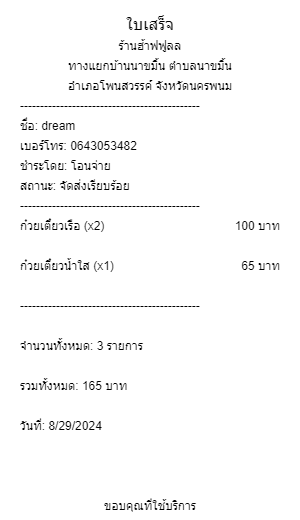 ใบเสร็จ
ร้านฮ้าฟฟูลล
ทางแยกบ้านนาขมิ้น ตำบลนาขมิ้น
อำเภอโพนสวรรค์ จังหวัดนครพนม
---------------------------------------------
ชื่อ: dream
เบอร์โทร: 0643053482
ชำระโดย: โอนจ่าย
สถานะ: จัดส่งเรียบร้อย
---------------------------------------------
ก๋วยเตี๋ยวเรือ (x2) 100 บาท
ก๋วยเตี๋ยวน้ำใส (x1) 65 บาท
---------------------------------------------
จำนวนทั้งหมด: 3 รายการ
รวมทั้งหมด: 165 บาท
วันที่: 8/29/2024
ขอบคุณที่ใช้บริการ